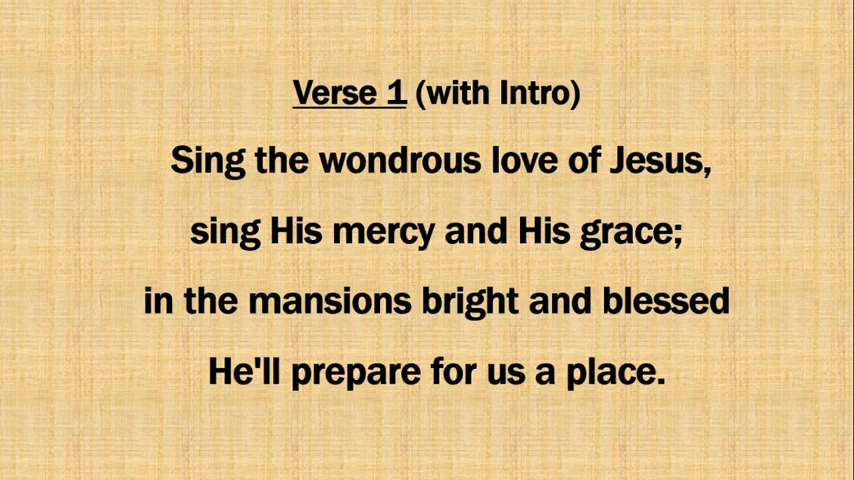 Verse 1 (with Intro)
Sing the wondrous love of Jesus,
sing His mercy and His grace;
in the mansions bright and blessed
He'll prepare for us a place.